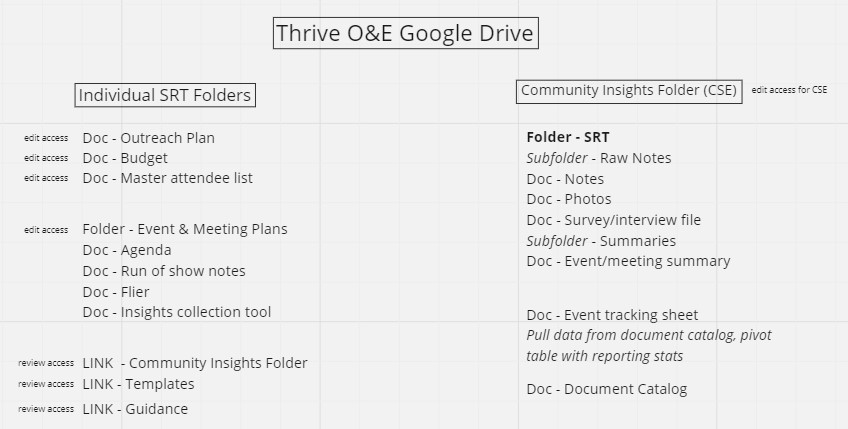 Thrive O&E Google Drive
Individual SRT Folders
edit access Doc - Outreach Plan
edit access Doc - Budget
edit access Doc - Master attendee list
edit access Folder - Event & Meeting Plans
Doc - Agenda
Doc - Run of show notes
Doc - Flier
Doc - Insights collection tool
review access LINK - Community Insights Folder
review access LINK - Templates
review access LINK - Guidance
Community Insights Folder (CSE) edit access for CSE
Folder - SRT
Subfolder - Raw Notes
Doc - Notes
Doc - Photos
Doc - Survey/interview file
Subfolder - Summaries
Doc - Event/meeting summary
Doc - Event tracking sheet
Pull data from document catalog, pivot
table with reporting stats
Doc - Document Catalog